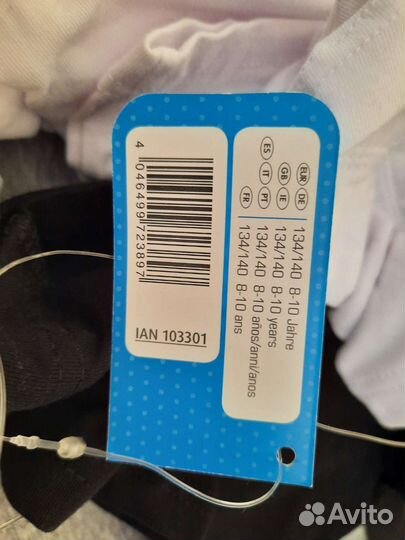 EUR DE 134/140 8-10 Jahre
GB IE 134/140 8-10 years
ES IT PT 134/140 8-10 años/anni/anos
FR 134/140 8-10 ans
4 046499 723897
IAN 103301
Avito